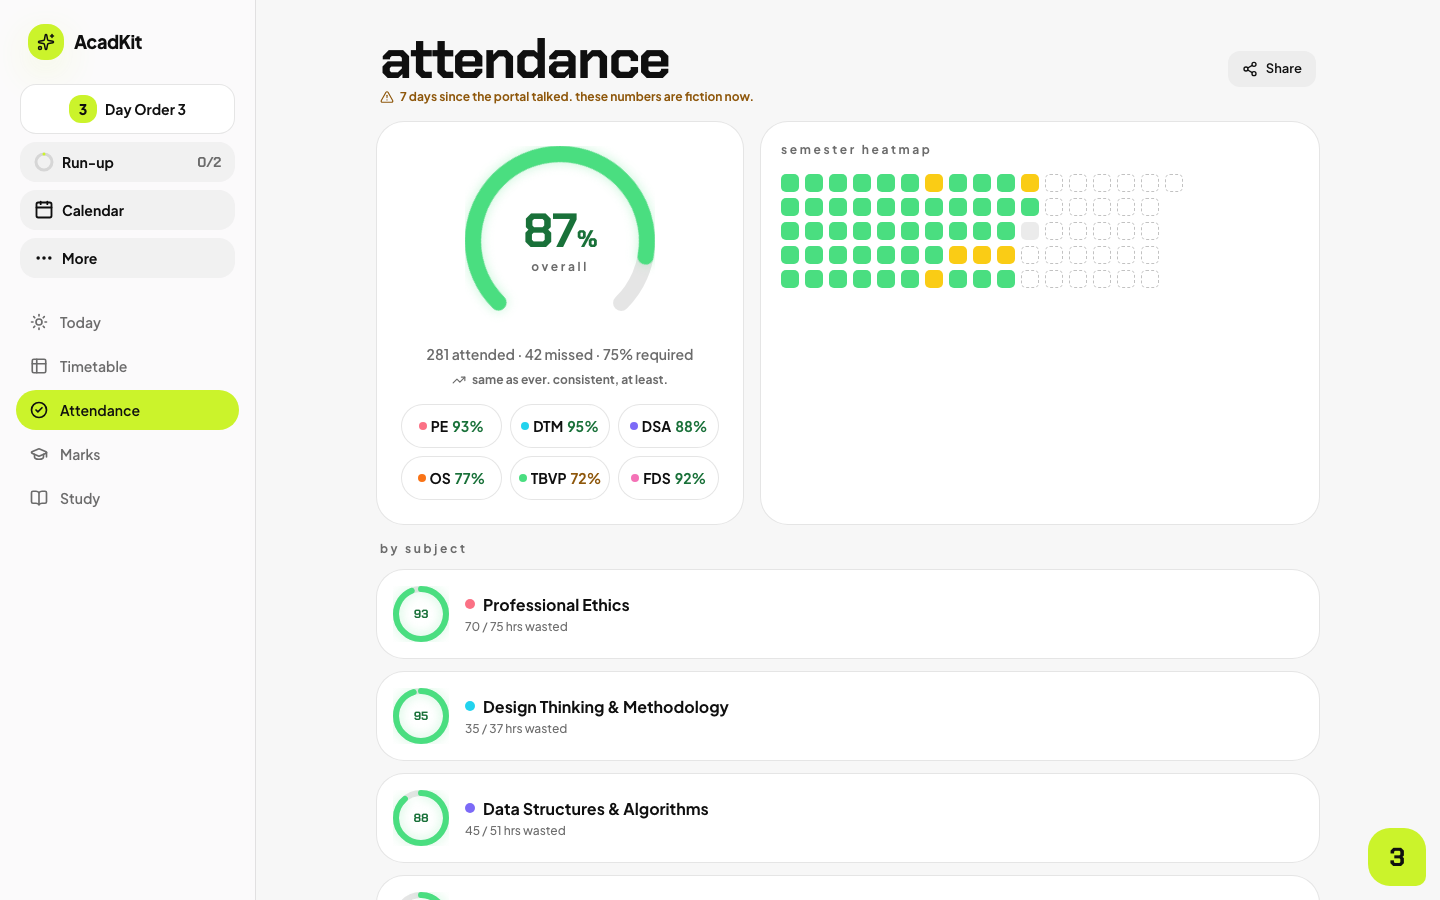 AcadKit
3 Day Order 3
Run-up 0/2
Calendar
More
Today
Timetable
Attendance
Marks
Study
attendance
7 days since the portal talked. these numbers are fiction now.
Share
87%
overall
281 attended · 42 missed · 75% required
same as ever. consistent, at least.
PE 93%
DTM 95%
DSA 88%
OS 77%
TBVP 72%
FDS 92%
semester heatmap
by subject
93
Professional Ethics
70 / 75 hrs wasted
95
Design Thinking & Methodology
35 / 37 hrs wasted
88
Data Structures & Algorithms
45 / 51 hrs wasted
3